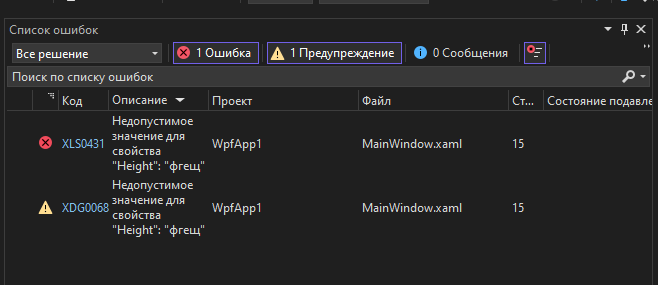 Список ошибок
Все решение
1 Ошибка
1 Предупреждение
0 Сообщения
Поиск по списку ошибок
Код Описание Проект Файл Ст... Состояние подавле
XLS0431 Недопустимое значение для свойства "Height": "фгещ" WpfApp1 MainWindow.xaml 15
XDG0068 Недопустимое значение для свойства "Height": "фгещ" WpfApp1 MainWindow.xaml 15